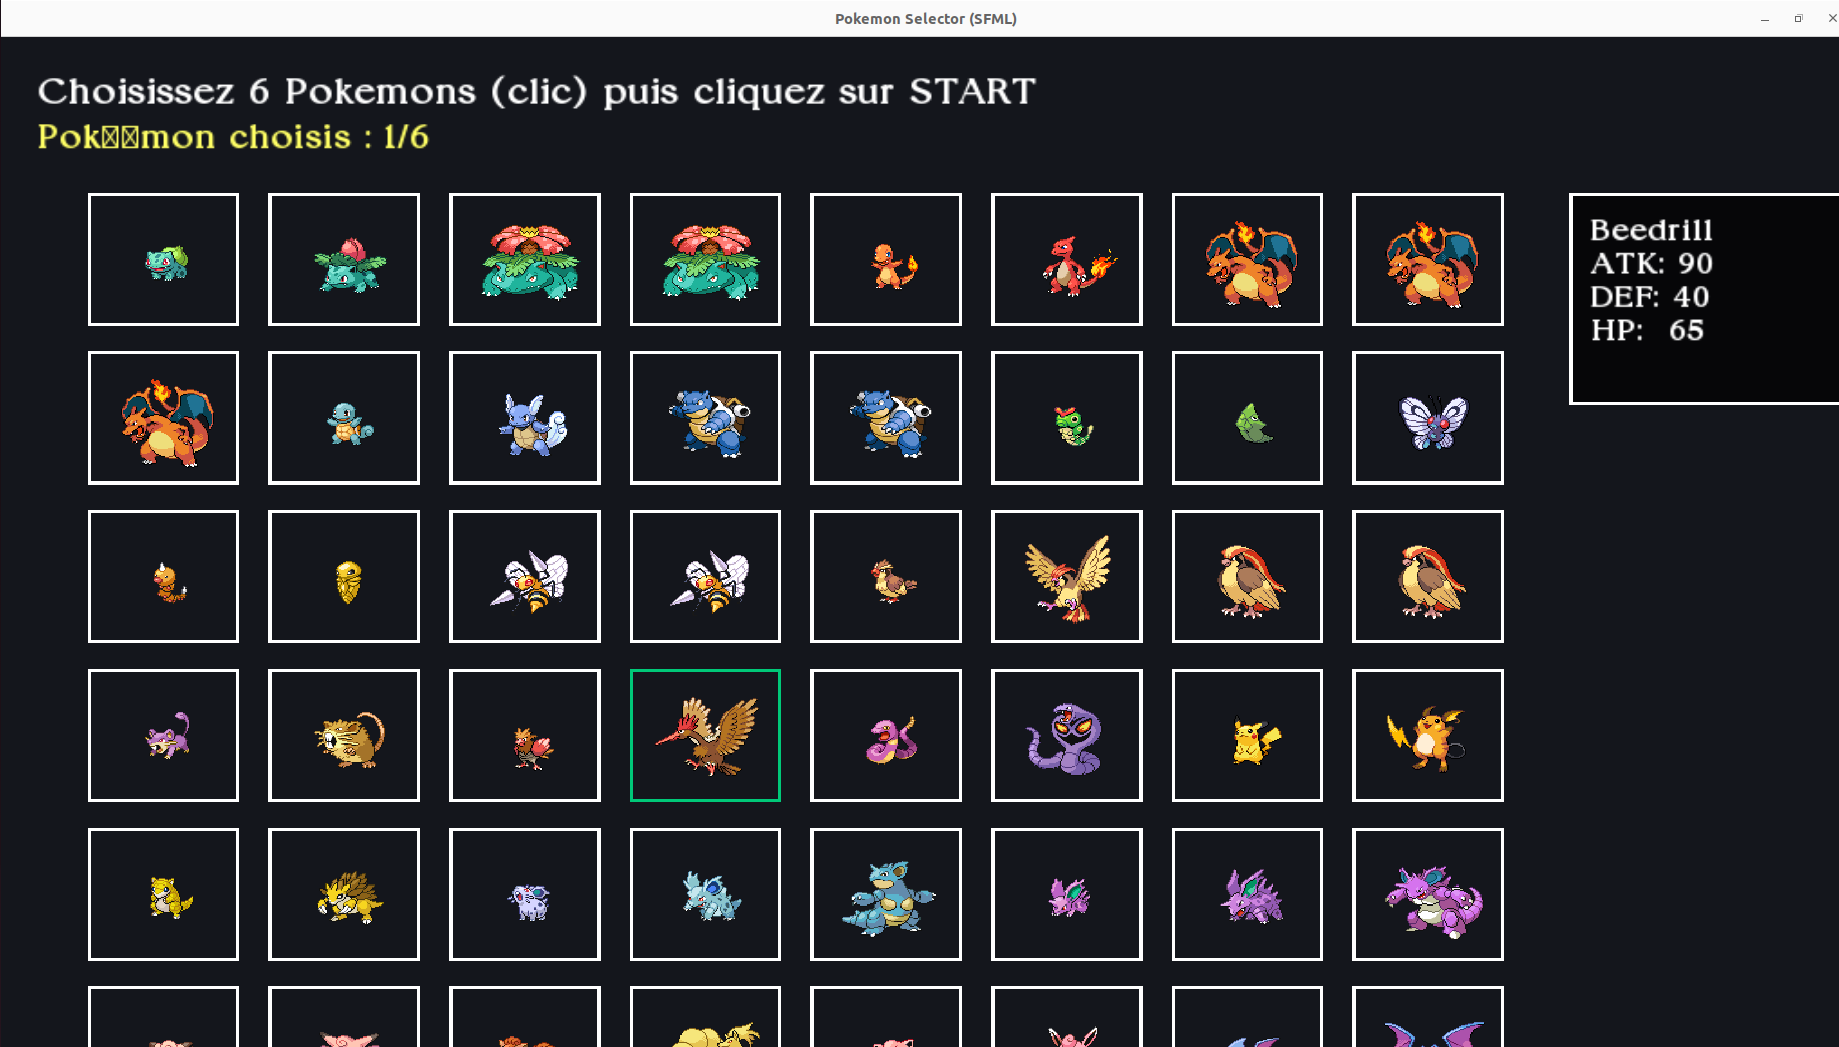 Pokemon Selector (SFML)
Choisissez 6 Pokemons (clic) puis cliquez sur START
Pok□□mon choisis : 1/6
Beedrill
ATK: 90
DEF: 40
HP: 65